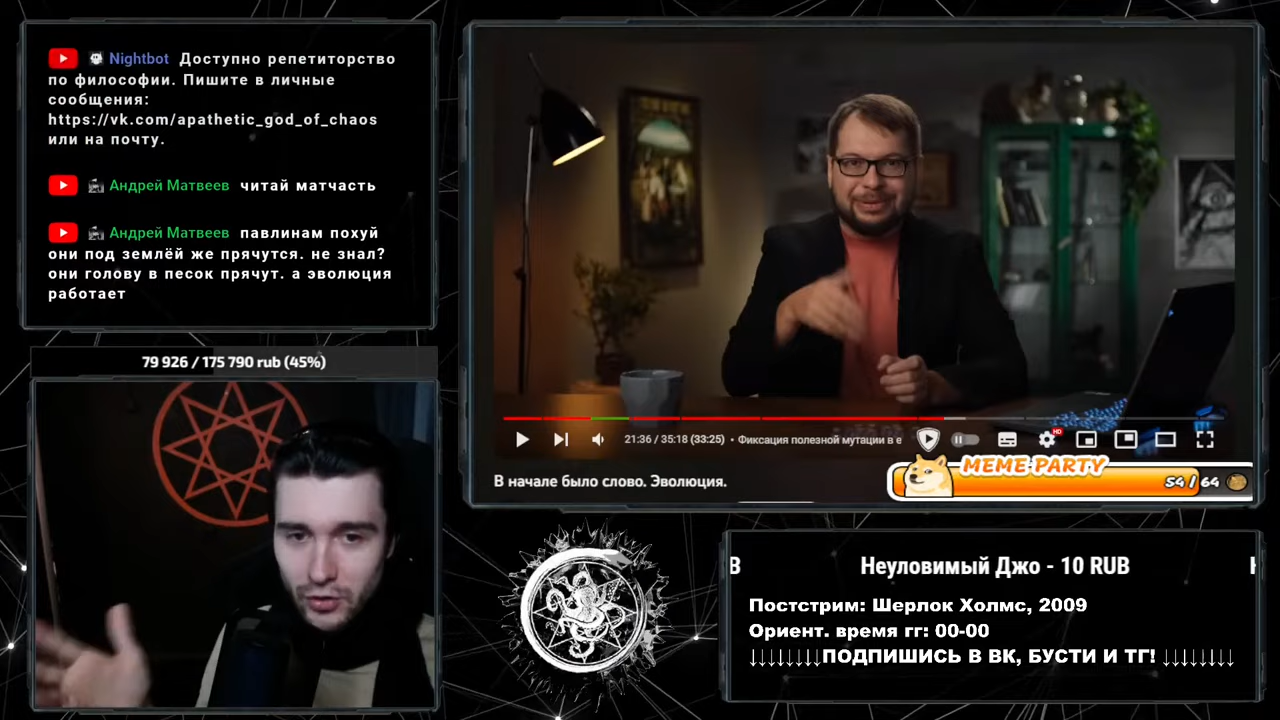 Nightbot Доступно репетиторство
по философии. Пишите в личные
сообщения:
https://vk.com/apathetic_god_of_chaos
или на почту.
Андрей Матвеев читай матчасть
Андрей Матвеев павлинам похуй
они под землёй же прячутся. не знал?
они голову в песок прячут. а эволюция
работает
79 926 / 175 790 rub (45%)
21:36 / 35:18 (33:25) • Фиксация полезной мутации в е
HD
В начале было слово. Эволюция.
MEME PARTY
54 / 64
В
Неуловимый Джо - 10 RUB
Постстрим: Шерлок Холмс, 2009
Ориент. время гг: 00-00
↓↓↓↓↓↓↓↓ПОДПИШИСЬ В ВК, БУСТИ И ТГ! ↓↓↓↓↓↓↓↓